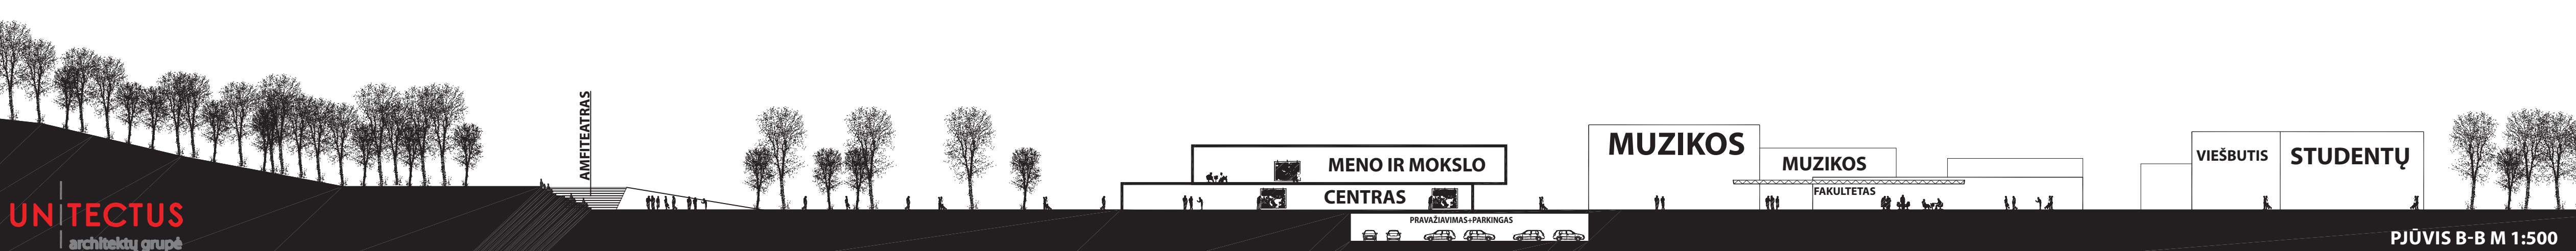 AMFITEATRAS
MENO IR MOKSLO
CENTRAS
PRAVAŽIAVIMAS+PARKINGAS
MUZIKOS
MUZIKOS
FAKULTETAS
VIEŠBUTIS
STUDENTŲ
UNITECTUS
architektų grupė
PJŪVIS B-B M 1:500